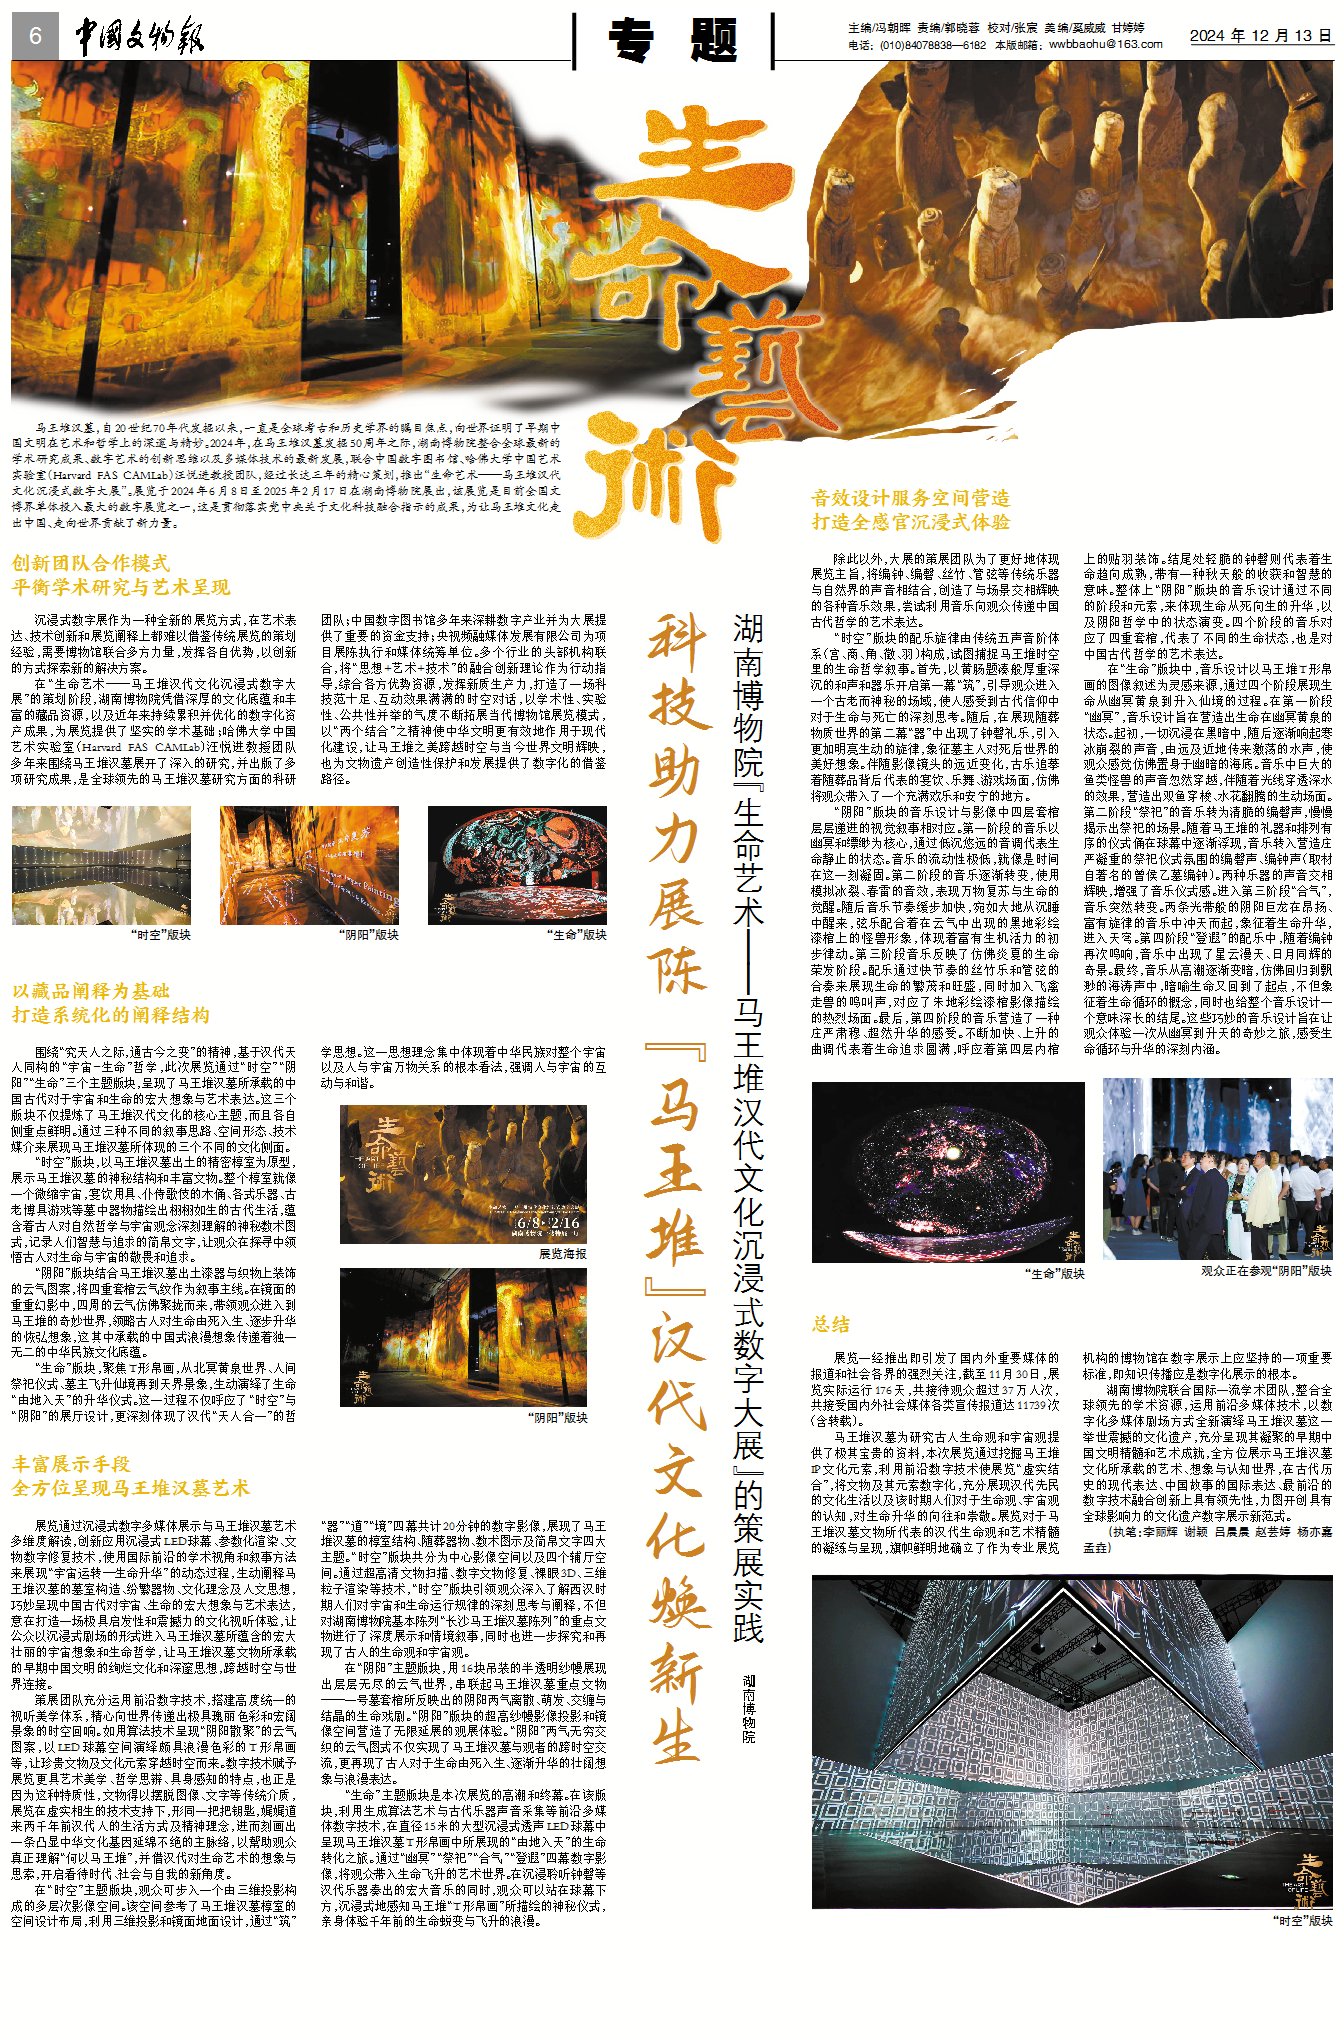 6
中国文物报
专题
主编/冯朝晖 责编/郭晓蓉 校对/张宸 美编/奚威威 甘婷婷
电话：(010)84078838—6182 本版邮箱：wwbbaohu@163.com
2024 年 12 月 13 日
生命藝術
马王堆汉墓，自20世纪70年代发掘以来，一直是全球考古和历史学界的瞩目焦点，向世界证明了早期中
国文明在艺术和哲学上的深邃与精妙。2024年，在马王堆汉墓发掘50周年之际，湖南博物院整合全球最新的
学术研究成果、数字艺术的创新思维以及多媒体技术的最新发展，联合中国数字图书馆、哈佛大学中国艺术
实验室（Harvard FAS CAMLab）汪悦进教授团队，经过长达三年的精心策划，推出“生命艺术——马王堆汉代
文化沉浸式数字大展”。展览于2024年6月8日至2025年2月17日在湖南博物院展出，该展览是目前全国文
博界单体投入最大的数字展览之一，这是贯彻落实党中央关于文化科技融合指示的成果，为让马王堆文化走
出中国、走向世界贡献了新力量。
科技助力展陈『马王堆』汉代文化焕新生
湖南博物院『生命艺术——马王堆汉代文化沉浸式数字大展』的策展实践
湖南博物院
创新团队合作模式
平衡学术研究与艺术呈现
沉浸式数字展作为一种全新的展览方式，在艺术表
达、技术创新和展览阐释上都难以借鉴传统展览的策划
经验，需要博物馆联合多方力量，发挥各自优势，以创新
的方式探索新的解决方案。
在“生命艺术——马王堆汉代文化沉浸式数字大
展”的策划阶段，湖南博物院凭借深厚的文化底蕴和丰
富的藏品资源，以及近年来持续累积并优化的数字化资
产成果，为展览提供了坚实的学术基础；哈佛大学中国
艺术实验室（Harvard FAS CAMLab）汪悦进教授团队
多年来围绕马王堆汉墓展开了深入的研究，并出版了多
项研究成果，是全球领先的马王堆汉墓研究方面的科研
团队；中国数字图书馆多年来深耕数字产业并为大展提
供了重要的资金支持；央视频融媒体发展有限公司为项
目展陈执行和媒体统筹单位。多个行业的头部机构联
合，将“思想+艺术+技术”的融合创新理论作为行动指
导，综合各方优势资源，发挥新质生产力，打造了一场科
技范十足、互动效果满满的时空对话，以学术性、实验
性、公共性并举的气度不断拓展当代博物馆展览模式，
以“两个结合”之精神使中华文明更有效地作用于现代
化建设，让马王堆之美跨越时空与当今世界文明辉映，
也为文物遗产创造性保护和发展提供了数字化的借鉴
路径。
“时空”版块
“阴阳”版块
“生命”版块
以藏品阐释为基础
打造系统化的阐释结构
围绕“究天人之际，通古今之变”的精神，基于汉代天
人同构的“宇宙-生命”哲学，此次展览通过“时空”“阴
阳”“生命”三个主题版块，呈现了马王堆汉墓所承载的中
国古代对于宇宙和生命的宏大想象与艺术表达。这三个
版块不仅提炼了马王堆汉代文化的核心主题，而且各自
侧重点鲜明。通过三种不同的叙事思路、空间形态、技术
媒介来展现马王堆汉墓所体现的三个不同的文化侧面。
“时空”版块，以马王堆汉墓出土的精密椁室为原型，
展示马王堆汉墓的神秘结构和丰富文物。整个椁室就像
一个微缩宇宙，宴饮用具、仆侍歌伎的木俑、各式乐器、古
老博具游戏等墓中器物描绘出栩栩如生的古代生活，蕴
含着古人对自然哲学与宇宙观念深刻理解的神秘数术图
式，记录人们智慧与追求的简帛文字，让观众在探寻中领
悟古人对生命与宇宙的敬畏和追求。
“阴阳”版块结合马王堆汉墓出土漆器与织物上装饰
的云气图案，将四重套棺云气纹作为叙事主线。在镜面的
重重幻影中，四周的云气仿佛聚拢而来，带领观众进入到
马王堆的奇妙世界，领略古人对生命由死入生、逐步升华
的恢弘想象，这其中承载的中国式浪漫想象传递着独一
无二的中华民族文化底蕴。
“生命”版块，聚焦T形帛画，从北冥黄泉世界、人间
祭祀仪式、墓主飞升仙境再到天界景象，生动演绎了生命
“由地入天”的升华仪式。这一过程不仅呼应了“时空”与
“阴阳”的展厅设计，更深刻体现了汉代“天人合一”的哲
学思想。这一思想理念集中体现着中华民族对整个宇宙
以及人与宇宙万物关系的根本看法，强调人与宇宙的互
动与和谐。
生命藝術
6/8-2/16
展览海报
“阴阳”版块
丰富展示手段
全方位呈现马王堆汉墓艺术
展览通过沉浸式数字多媒体展示与马王堆汉墓艺术
多维度解读，创新应用沉浸式LED球幕、参数化渲染、文
物数字修复技术，使用国际前沿的学术视角和叙事方法
来展现“宇宙运转—生命升华”的动态过程，生动阐释马
王堆汉墓的墓室构造、纷繁器物、文化理念及人文思想，
巧妙呈现中国古代对宇宙、生命的宏大想象与艺术表达，
意在打造一场极具启发性和震撼力的文化视听体验，让
公众以沉浸式剧场的形式进入马王堆汉墓所蕴含的宏大
壮丽的宇宙想象和生命哲学，让马王堆汉墓文物所承载
的早期中国文明的绚烂文化和深邃思想，跨越时空与世
界连接。
策展团队充分运用前沿数字技术，搭建高度统一的
视听美学体系，精心向世界传递出极具瑰丽色彩和宏阔
景象的时空回响。如用算法技术呈现“阴阳散聚”的云气
图案，以LED球幕空间演绎颇具浪漫色彩的T形帛画
等，让珍贵文物及文化元素穿越时空而来。数字技术赋予
展览更具艺术美学、哲学思辨、具身感知的特点，也正是
因为这种特质性，文物得以摆脱图像、文字等传统介质，
展览在虚实相生的技术支持下，形同一把把钥匙，娓娓道
来两千年前汉代人的生活方式及精神理念，进而刻画出
一条凸显中华文化基因延绵不绝的主脉络，以帮助观众
真正理解“何以马王堆”，并借汉代对生命艺术的想象与
思索，开启看待时代、社会与自我的新角度。
在“时空”主题版块，观众可步入一个由三维投影构
成的多层次影像空间。该空间参考了马王堆汉墓椁室的
空间设计布局，利用三维投影和镜面地面设计，通过“筑”
“器”“道”“境”四幕共计20分钟的数字影像，展现了马王
堆汉墓的椁室结构、随葬器物、数术图示及简帛文字四大
主题。“时空”版块共分为中心影像空间以及四个辅厅空
间。通过超高清文物扫描、数字文物修复、裸眼3D、三维
粒子渲染等技术，“时空”版块引领观众深入了解西汉时
期人们对宇宙和生命运行规律的深刻思考与阐释，不但
对湖南博物院基本陈列“长沙马王堆汉墓陈列”的重点文
物进行了深度展示和情境叙事，同时也进一步探究和再
现了古人的生命观和宇宙观。
在“阴阳”主题版块，用16块吊装的半透明纱幔展现
出层层无尽的云气世界，串联起马王堆汉墓重点文物
——一号墓套棺所反映出的阴阳两气离散、萌发、交缠与
结晶的生命戏剧。“阴阳”版块的超高纱幔影像投影和镜
像空间营造了无限延展的观展体验。“阴阳”两气无穷交
织的云气图式不仅实现了马王堆汉墓与观者的跨时空交
流，更再现了古人对于生命由死入生、逐渐升华的壮阔想
象与浪漫表达。
“生命”主题版块是本次展览的高潮和终幕。在该版
块，利用生成算法艺术与古代乐器声音采集等前沿多媒
体数字技术，在直径15米的大型沉浸式透声LED球幕中
呈现马王堆汉墓T形帛画中所展现的“由地入天”的生命
转化之旅。通过“幽冥”“祭祀”“合气”“登遐”四幕数字影
像，将观众带入生命飞升的艺术世界。在沉浸聆听钟磬等
汉代乐器奏出的宏大音乐的同时，观众可以站在球幕下
方，沉浸式地感知马王堆“T形帛画”所描绘的神秘仪式，
亲身体验千年前的生命蜕变与飞升的浪漫。
音效设计服务空间营造
打造全感官沉浸式体验
除此以外，大展的策展团队为了更好地体现
展览主旨，将编钟、编磬、丝竹、管弦等传统乐器
与自然界的声音相结合，创造了与场景交相辉映
的各种音乐效果，尝试利用音乐向观众传递中国
古代哲学的艺术表达。
“时空”版块的配乐旋律由传统五声音阶体
系（宫、商、角、徵、羽）构成，试图捕捉马王堆时空
里的生命哲学叙事。首先，以黄肠题凑般厚重深
沉的和声和器乐开启第一幕“筑”，引导观众进入
一个古老而神秘的场域，使人感受到古代信仰中
对于生命与死亡的深刻思考。随后，在展现随葬
物质世界的第二幕“器”中出现了钟磬礼乐，引入
更加明亮生动的旋律，象征墓主人对死后世界的
美好想象。伴随影像镜头的远近变化，古乐追摹
着随葬品背后代表的宴饮、乐舞、游戏场面，仿佛
将观众带入了一个充满欢乐和安宁的地方。
“阴阳”版块的音乐设计与影像中四层套棺
层层递进的视觉叙事相对应。第一阶段的音乐以
幽冥和缥缈为核心，通过低沉悠远的音调代表生
命静止的状态。音乐的流动性极低，就像是时间
在这一刻凝固。第二阶段的音乐逐渐转变，使用
模拟冰裂、春雷的音效，表现万物复苏与生命的
觉醒。随后音乐节奏缓步加快，宛如大地从沉睡
中醒来，弦乐配合着在云气中出现的黑地彩绘
漆棺上的怪兽形象，体现着富有生机活力的初
步律动。第三阶段音乐反映了仿佛炎夏的生命
荣发阶段。配乐通过快节奏的丝竹乐和管弦的
合奏来展现生命的繁茂和旺盛，同时加入飞禽
走兽的鸣叫声，对应了朱地彩绘漆棺影像描绘
的热烈场面。最后，第四阶段的音乐营造了一种
庄严肃穆、超然升华的感受。不断加快、上升的
曲调代表着生命追求圆满，呼应着第四层内棺
上的贴羽装饰。结尾处轻脆的钟磬则代表着生
命趋向成熟，带有一种秋天般的收获和智慧的
意味。整体上“阴阳”版块的音乐设计通过不同
的阶段和元素，来体现生命从死向生的升华，以
及阴阳哲学中的状态演变。四个阶段的音乐对
应了四重套棺，代表了不同的生命状态，也是对
中国古代哲学的艺术表达。
在“生命”版块中，音乐设计以马王堆T形帛
画的图像叙述为灵感来源，通过四个阶段展现生
命从幽冥黄泉到升入仙境的过程。在第一阶段
“幽冥”，音乐设计旨在营造出生命在幽冥黄泉的
状态。起初，一切沉浸在黑暗中，随后逐渐响起寒
冰崩裂的声音，由远及近地传来激荡的水声，使
观众感觉仿佛置身于幽暗的海底。音乐中巨大的
鱼类怪兽的声音忽然穿越，伴随着光线穿透深水
的效果，营造出双鱼穿梭、水花翻腾的生动场面。
第二阶段“祭祀”的音乐转为清脆的编磬声，慢慢
揭示出祭祀的场景。随着马王堆的礼器和排列有
序的仪式俑在球幕中逐渐浮现，音乐转入营造庄
严凝重的祭祀仪式氛围的编磬声、编钟声（取材
自著名的曾侯乙墓编钟）。两种乐器的声音交相
辉映，增强了音乐仪式感。进入第三阶段“合气”，
音乐突然转变。两条光带般的阴阳巨龙在昂扬、
富有旋律的音乐中冲天而起，象征着生命升华，
进入天穹。第四阶段“登遐”的配乐中，随着编钟
再次鸣响，音乐中出现了星云漫天、日月同辉的
奇景。最终，音乐从高潮逐渐变暗，仿佛回归到飘
渺的海涛声中，暗喻生命又回到了起点，不但象
征着生命循环的概念，同时也给整个音乐设计一
个意味深长的结尾。这些巧妙的音乐设计旨在让
观众体验一次从幽冥到升天的奇妙之旅，感受生
命循环与升华的深刻内涵。
“生命”版块
观众正在参观“阴阳”版块
总结
展览一经推出即引发了国内外重要媒体的
报道和社会各界的强烈关注，截至11月30日，展
览实际运行176天，共接待观众超过37万人次，
共接受国内外社会媒体各类宣传报道达11739次
（含转载）。
马王堆汉墓为研究古人生命观和宇宙观提
供了极其宝贵的资料，本次展览通过挖掘马王堆
IP文化元素，利用前沿数字技术使展览“虚实结
合”，将文物及其元素数字化，充分展现汉代先民
的文化生活以及该时期人们对于生命观、宇宙观
的认知，对生命升华的向往和崇敬。展览对于马
王堆汉墓文物所代表的汉代生命观和艺术精髓
的凝练与呈现，旗帜鲜明地确立了作为专业展览
机构的博物馆在数字展示上应坚持的一项重要
标准，即知识传播应是数字化展示的根本。
湖南博物院联合国际一流学术团队，整合全
球领先的学术资源，运用前沿多媒体技术，以数
字化多媒体剧场方式全新演绎马王堆汉墓这一
举世震撼的文化遗产，充分呈现其凝聚的早期中
国文明精髓和艺术成就，全方位展示马王堆汉墓
文化所承载的艺术、想象与认知世界，在古代历
史的现代表达、中国故事的国际表达、最前沿的
数字技术融合创新上具有领先性，力图开创具有
全球影响力的文化遗产数字展示新范式。
（执笔：李丽辉 谢颖 吕晨晨 赵芸婷 杨亦嘉
孟垚）
生命藝術
“时空”版块